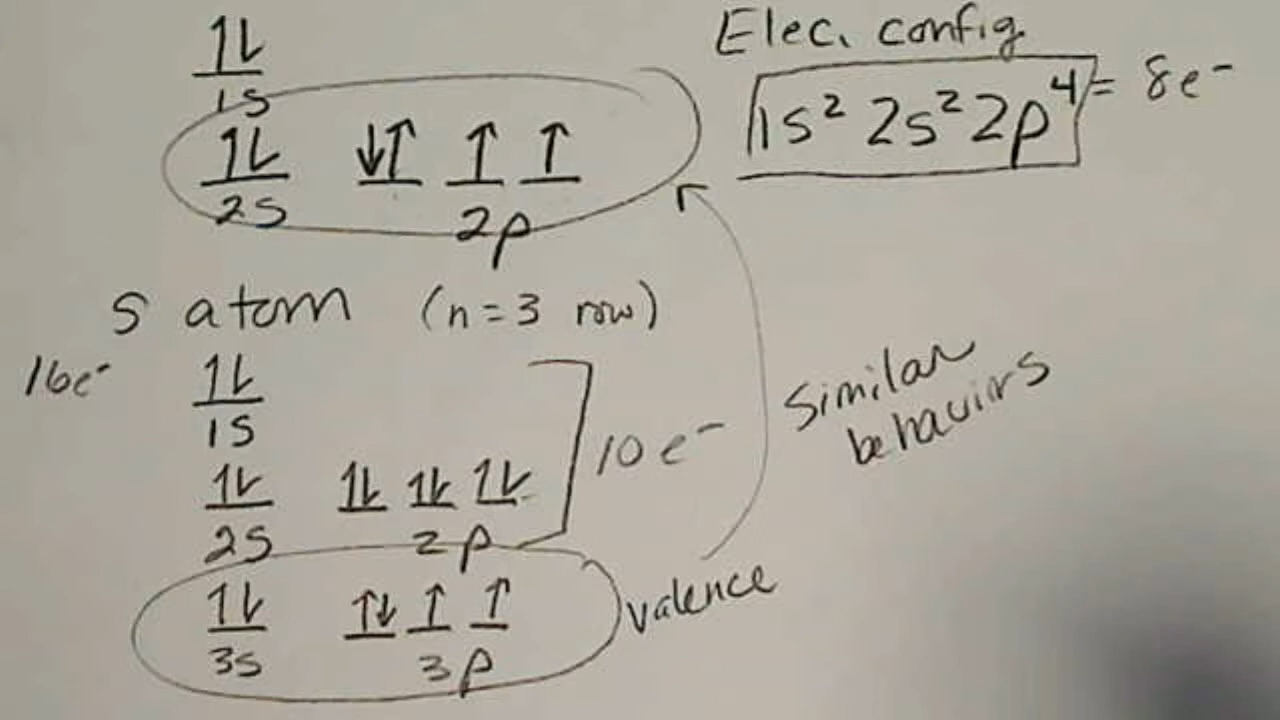 Elec. config
1s² 2s² 2p⁴ = 8e⁻
↑↓
1s
↑↓ ↓↑ ↑ ↑
2s 2p
S atom (n=3 row)
16e⁻
↑↓
1s
↑↓ ↑↓ ↑↓ ↑↓
2s 2p
10e⁻
↑↓ ↑↓ ↑ ↑
3s 3p
valence
Similar
behaviors